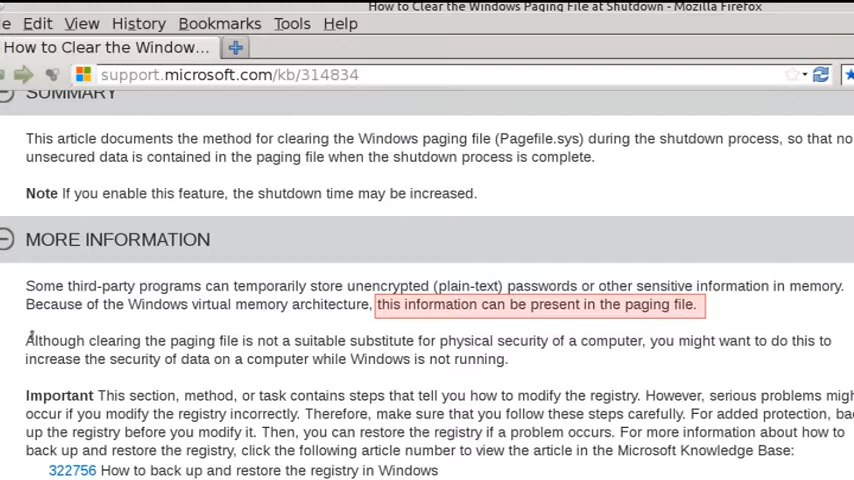 How to Clear the Windows Paging File at Shutdown - Mozilla Firefox
Edit View History Bookmarks Tools Help
How to Clear the Window...
support.microsoft.com/kb/314834
SUMMARY
This article documents the method for clearing the Windows paging file (Pagefile.sys) during the shutdown process, so that no
unsecured data is contained in the paging file when the shutdown process is complete.
Note If you enable this feature, the shutdown time may be increased.
MORE INFORMATION
Some third-party programs can temporarily store unencrypted (plain-text) passwords or other sensitive information in memory.
Because of the Windows virtual memory architecture, this information can be present in the paging file.
Although clearing the paging file is not a suitable substitute for physical security of a computer, you might want to do this to
increase the security of data on a computer while Windows is not running.
Important This section, method, or task contains steps that tell you how to modify the registry. However, serious problems migh
occur if you modify the registry incorrectly. Therefore, make sure that you follow these steps carefully. For added protection, bac
up the registry before you modify it. Then, you can restore the registry if a problem occurs. For more information about how to
back up and restore the registry, click the following article number to view the article in the Microsoft Knowledge Base:
322756 How to back up and restore the registry in Windows